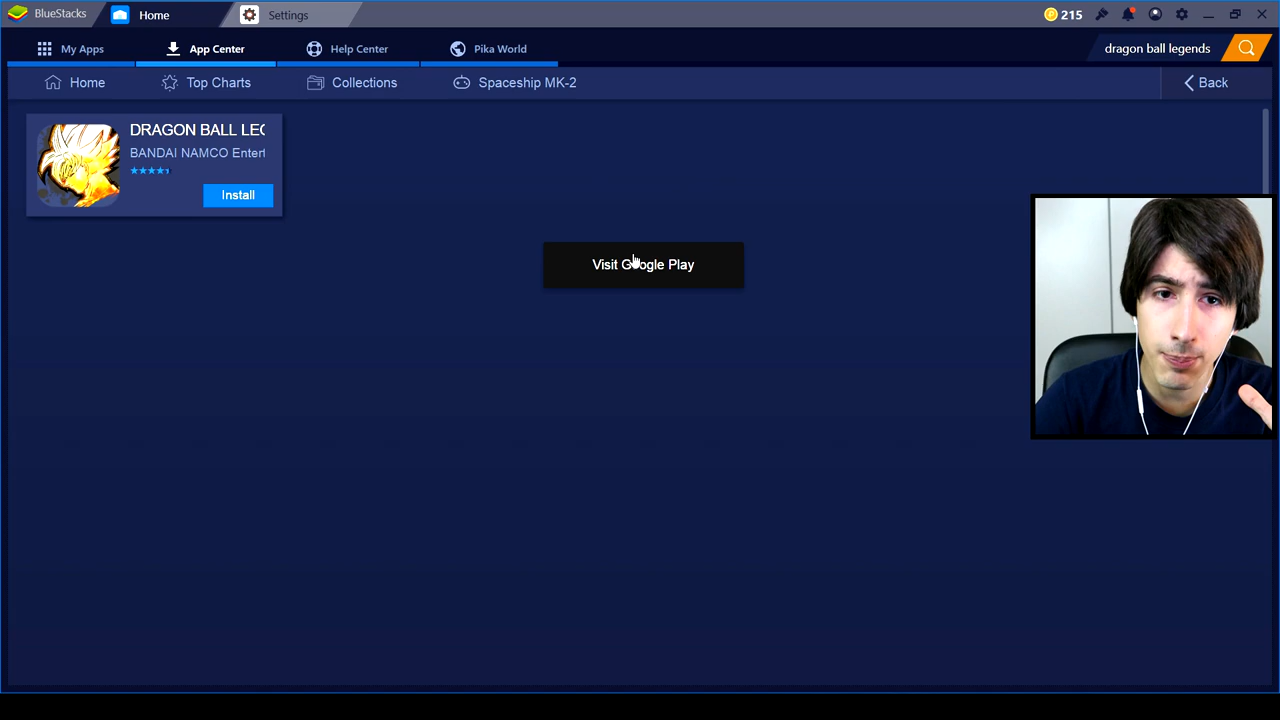 BlueStacks
Home
Settings
215
My Apps
App Center
Help Center
Pika World
dragon ball legends
Home
Top Charts
Collections
Spaceship MK-2
Back
DRAGON BALL LE
BANDAI NAMCO Entert
Install
Visit Google Play